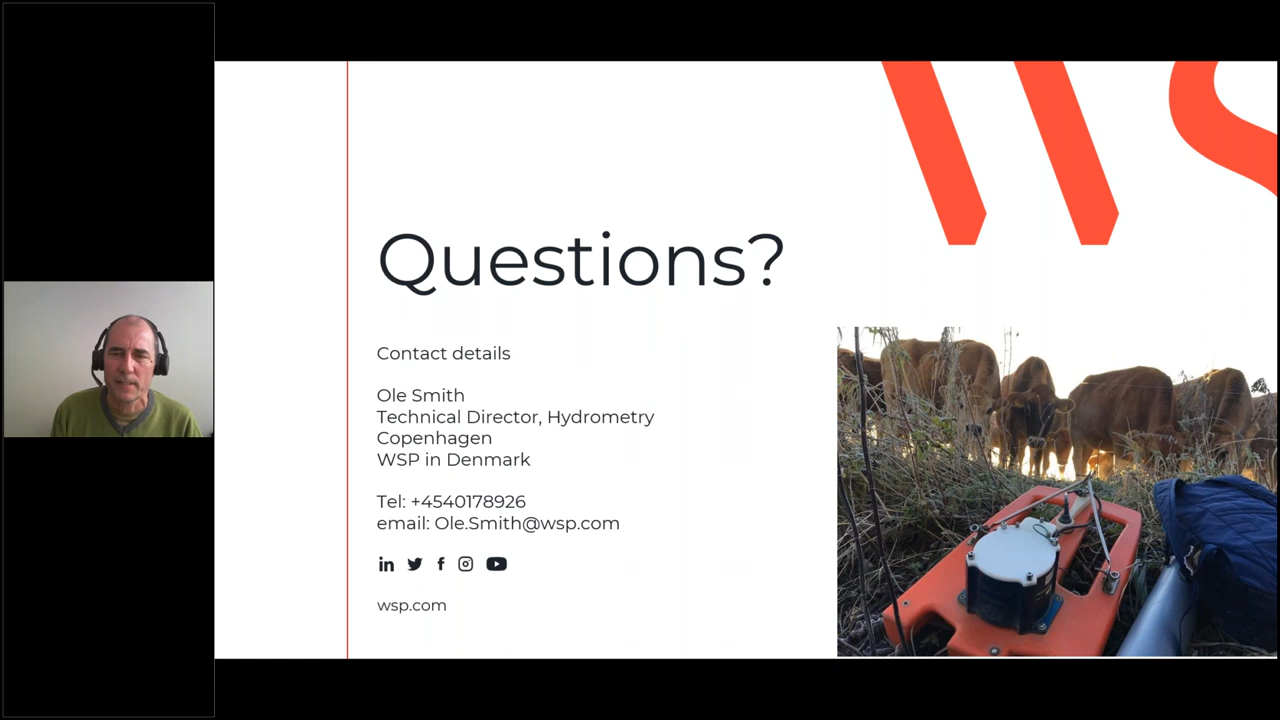 WS
Questions?
Contact details
Ole Smith
Technical Director, Hydrometry
Copenhagen
WSP in Denmark
Tel: +4540178926
email: Ole.Smith@wsp.com
in
f
wsp.com